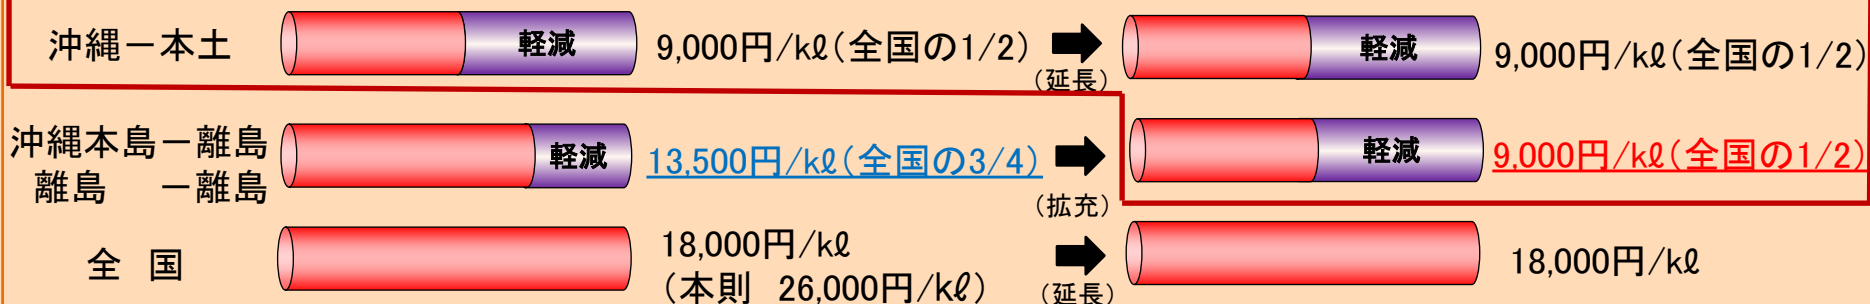 沖縄－本土 軽減 9,000円/kℓ(全国の1/2) (延長) 軽減 9,000円/kℓ(全国の1/2)
沖縄本島－離島
離島　－離島 軽減 13,500円/kℓ(全国の3/4) (拡充) 軽減 9,000円/kℓ(全国の1/2)
全　国 18,000円/kℓ
(本則　26,000円/kℓ) (延長) 18,000円/kℓ